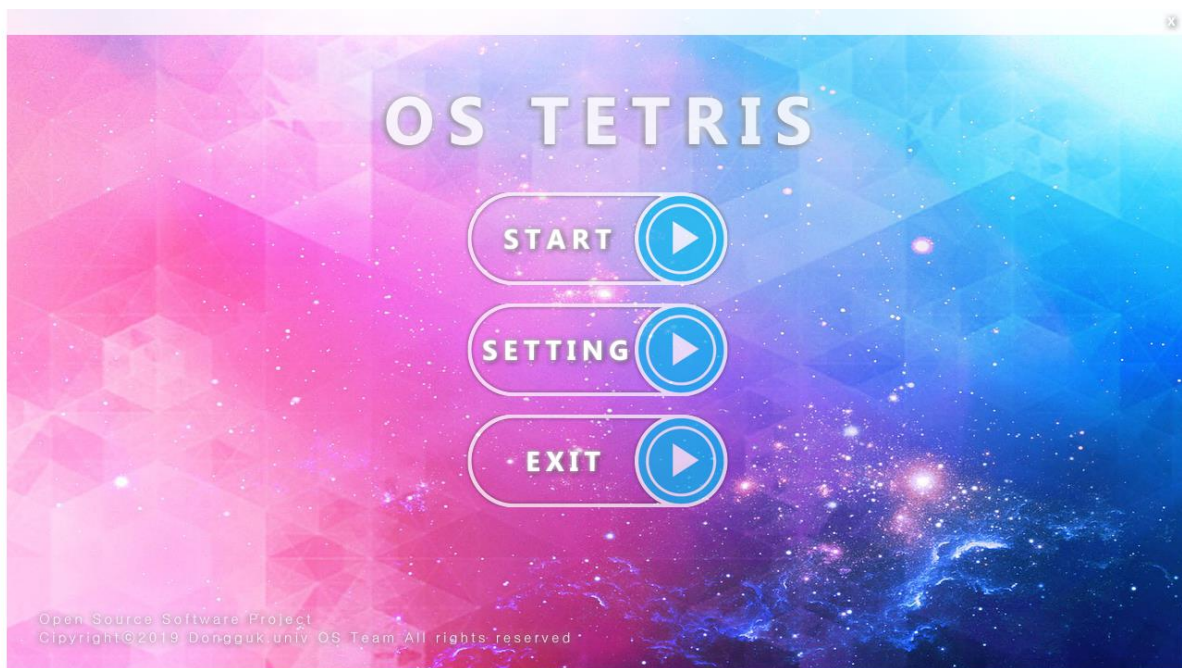 X
OS TETRIS
START
SETTING
EXIT
Open Source Software Project
Cipyright©2019 Dongguk.univ OS Team All rights reserved